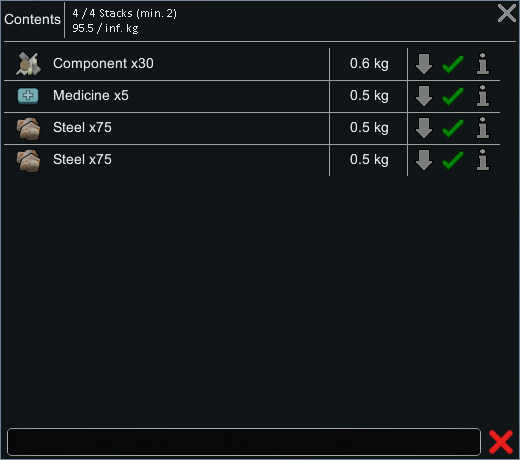 Contents
4 / 4 Stacks (min. 2)
95.5 / inf. kg
Component x30 0.6 kg
Medicine x5 0.5 kg
Steel x75 0.5 kg
Steel x75 0.5 kg